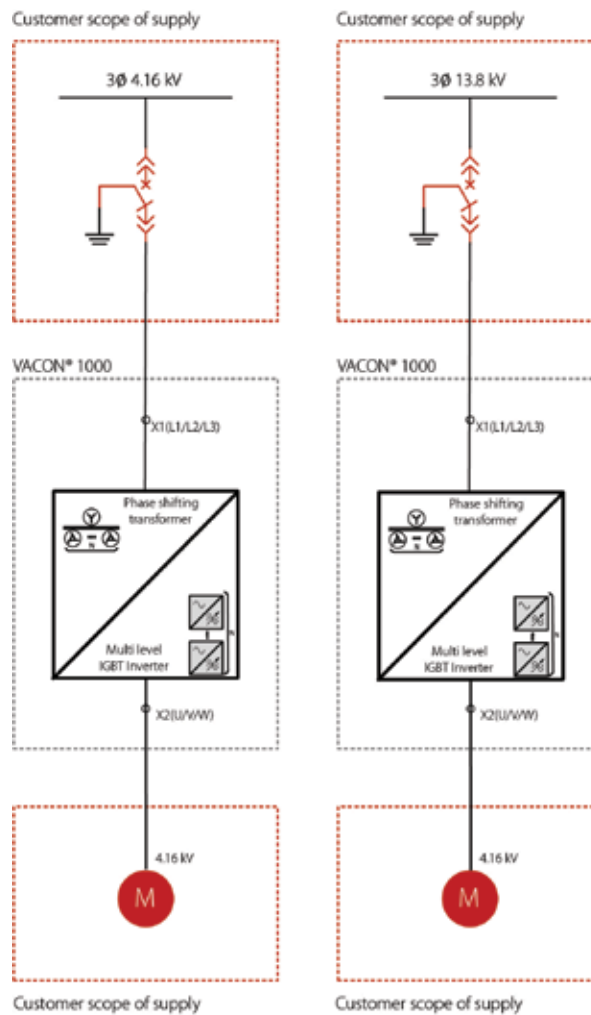 Customer scope of supply
3Ø 4.16 kV
VACON® 1000
X1(L1/L2/L3)
Phase shifting
transformer
Multi level
IGBT Inverter
X2(U/V/W)
4.16 kV
M
Customer scope of supply
Customer scope of supply
3Ø 13.8 kV
VACON® 1000
X1(L1/L2/L3)
Phase shifting
transformer
Multi level
IGBT Inverter
X2(U/V/W)
4.16 kV
M
Customer scope of supply